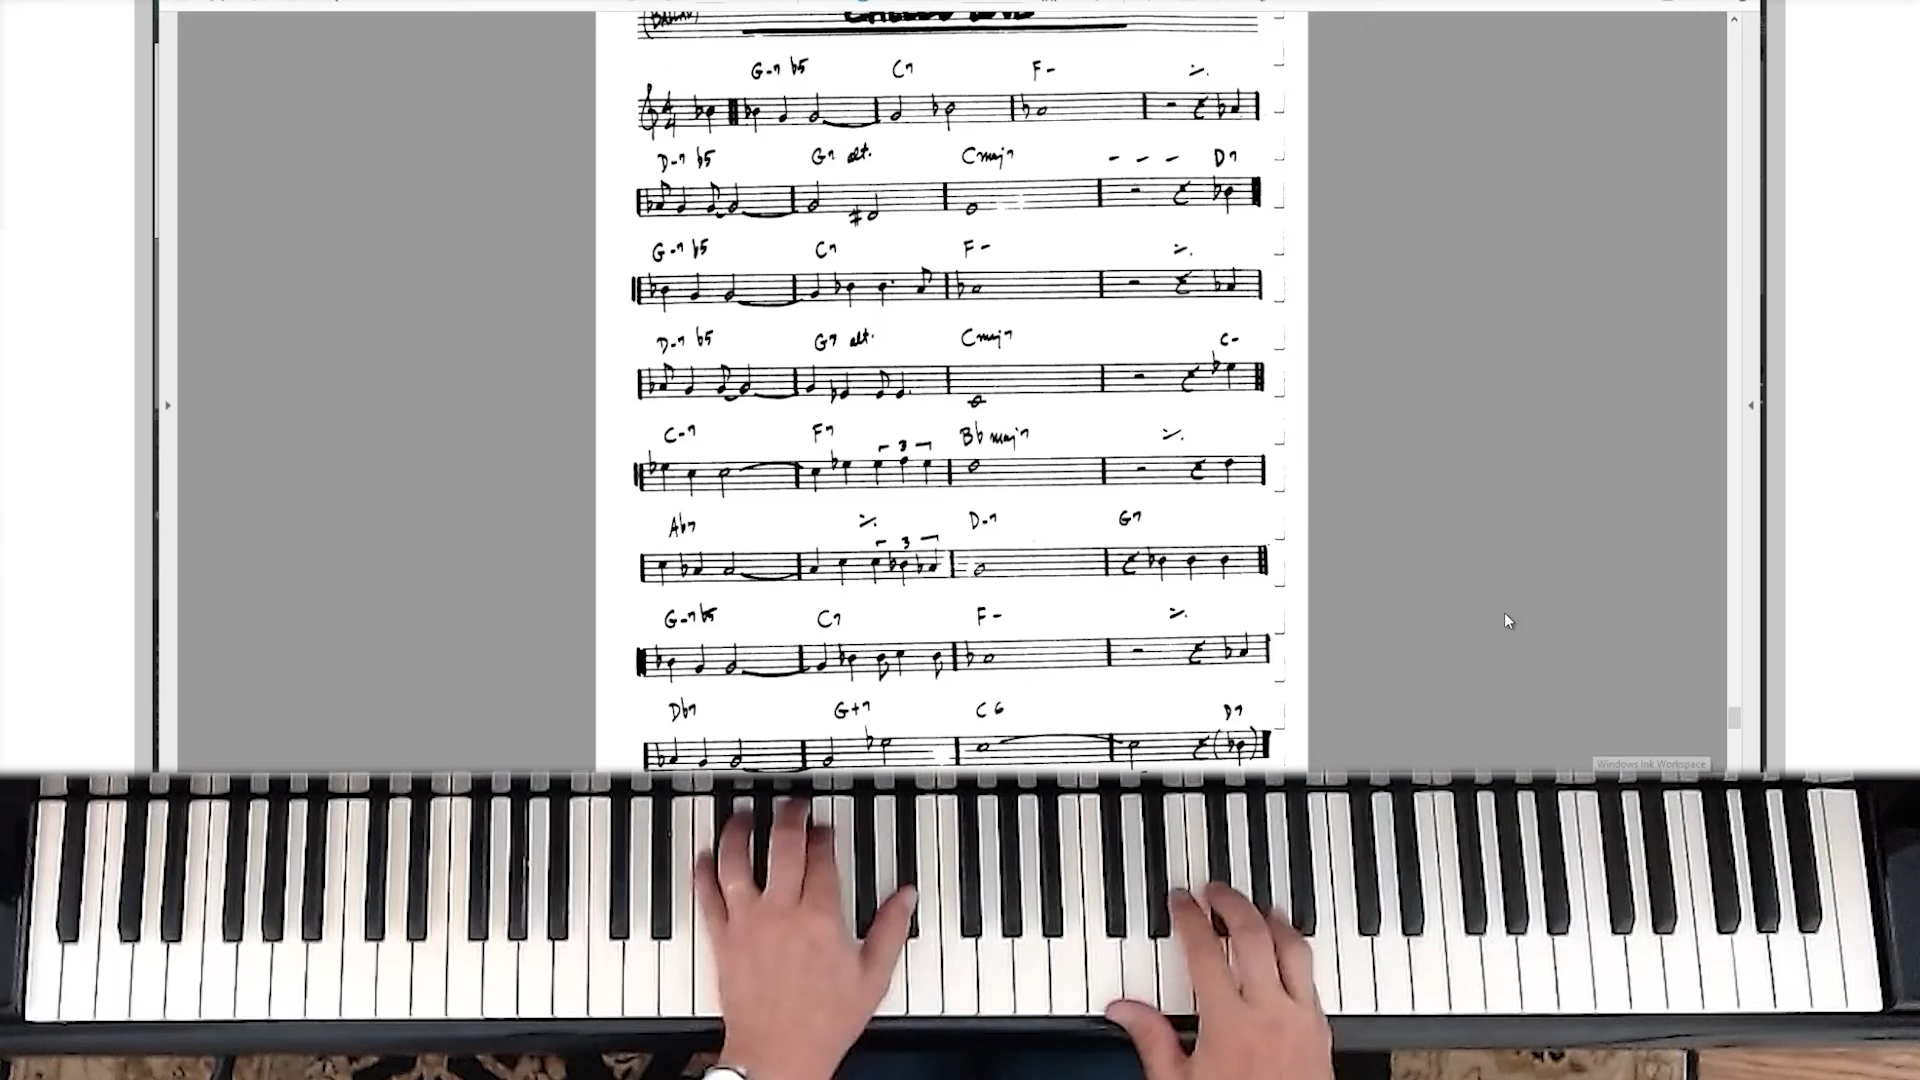 (BALLAD)
G-7 b5 C7 F-
D-7 b5 G7 alt. Cmaj7 - - - D7
G-7 b5 C7 F-
D-7 b5 G7 alt. Cmaj7 C-
C-7 F7 3 Bb maj7
Ab7 3 D-7 G7
G-7 b5 C7 F-
Db7 G+7 C6 D7
Windows Ink Workspace